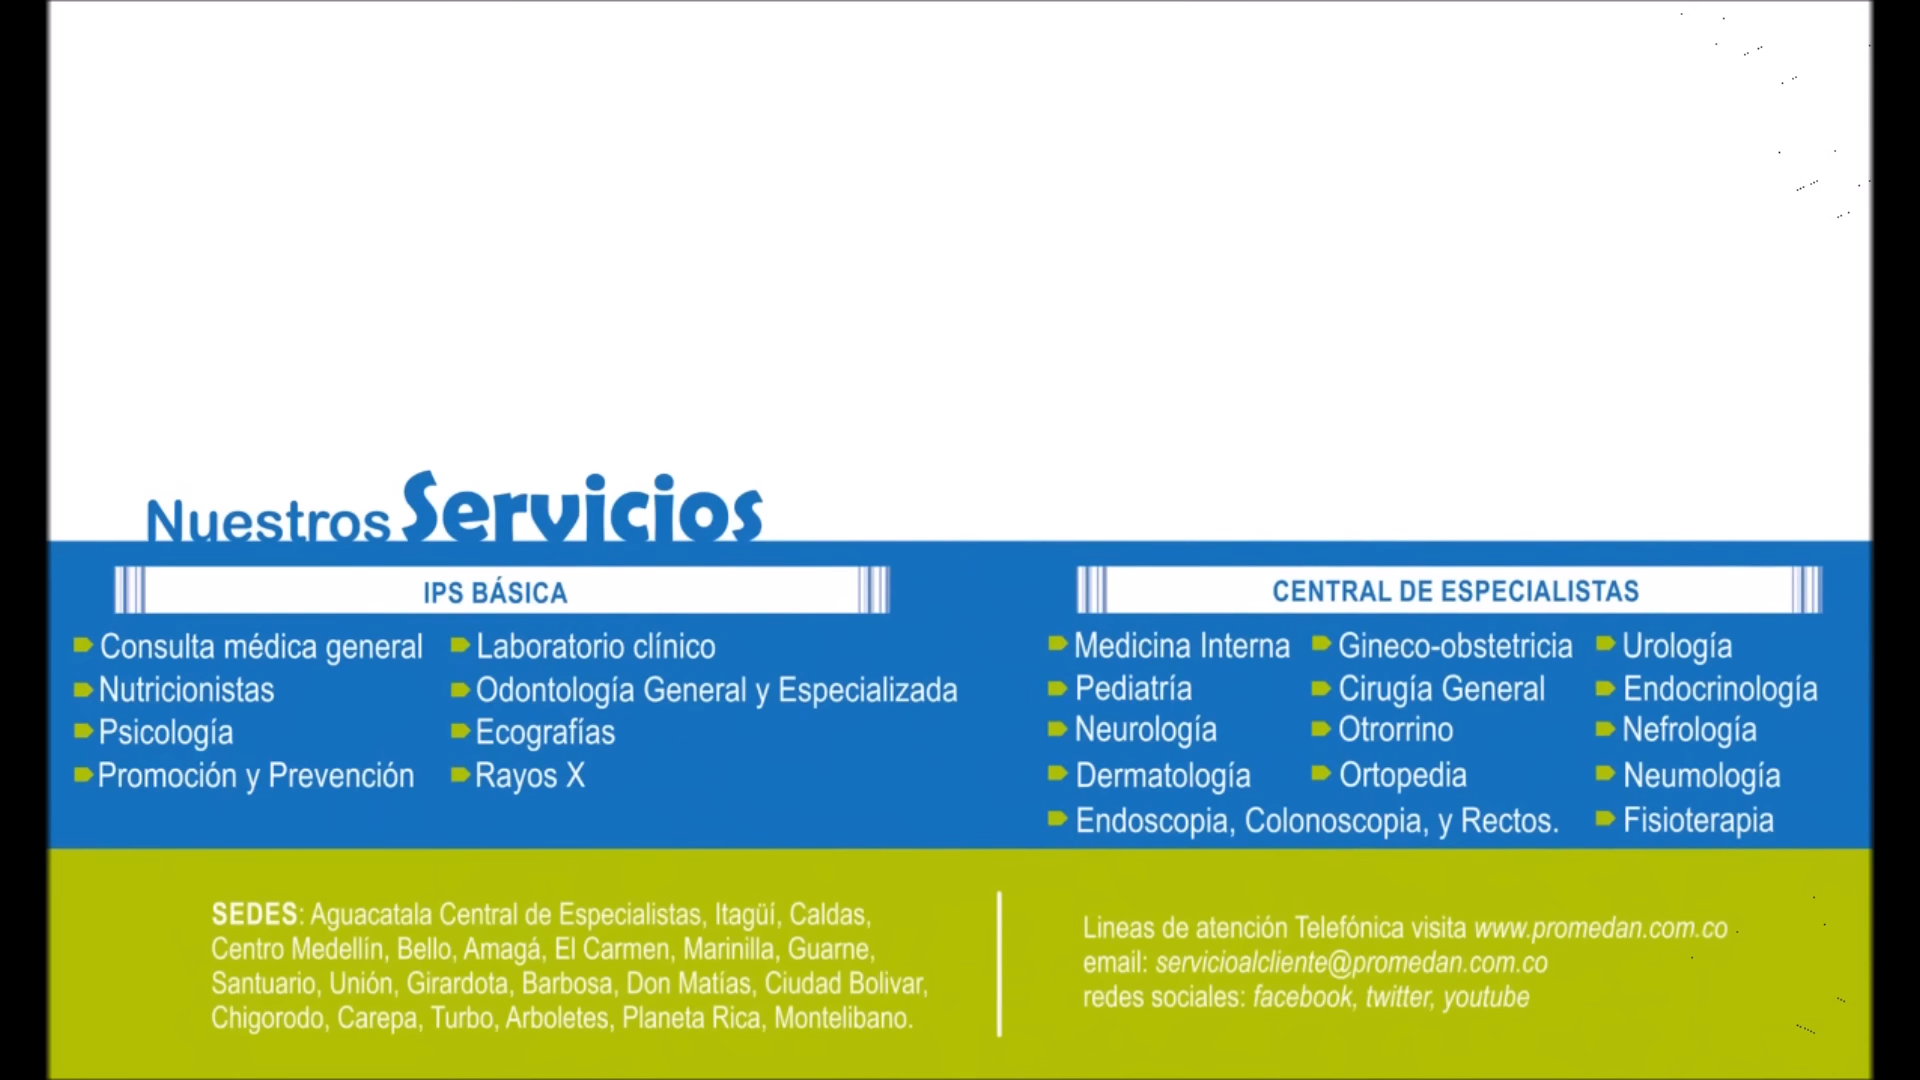 Nuestros Servicios
IPS BÁSICA
Consulta médica general
Nutricionistas
Psicología
Promoción y Prevención
Laboratorio clínico
Odontología General y Especializada
Ecografías
Rayos X
CENTRAL DE ESPECIALISTAS
Medicina Interna
Pediatría
Neurología
Dermatología
Endoscopia, Colonoscopia, y Rectos.
Gineco-obstetricia
Cirugía General
Otrorrino
Ortopedia
Urología
Endocrinología
Nefrología
Neumología
Fisioterapia
SEDES: Aguacatala Central de Especialistas, Itagüí, Caldas,
Centro Medellín, Bello, Amagá, El Carmen, Marinilla, Guarne,
Santuario, Unión, Girardota, Barbosa, Don Matías, Ciudad Bolivar,
Chigorodo, Carepa, Turbo, Arboletes, Planeta Rica, Montelibano.
Lineas de atención Telefónica visita www.promedan.com.co
email: servicioalcliente@promedan.com.co
redes sociales: facebook, twitter, youtube